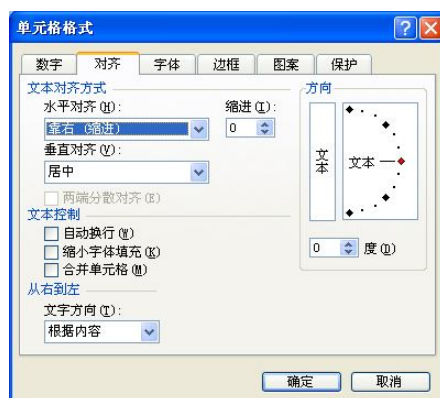 单元格格式
数字 对齐 字体 边框 图案 保护
文本对齐方式
水平对齐(H): 缩进(I):
靠右 (缩进) 0
垂直对齐(V):
居中
两端分散对齐(E)
文本控制
自动换行(W)
缩小字体填充(K)
合并单元格(M)
从右到左
文字方向(T):
根据内容
方向
文本
文本
0 度(D)
确定 取消